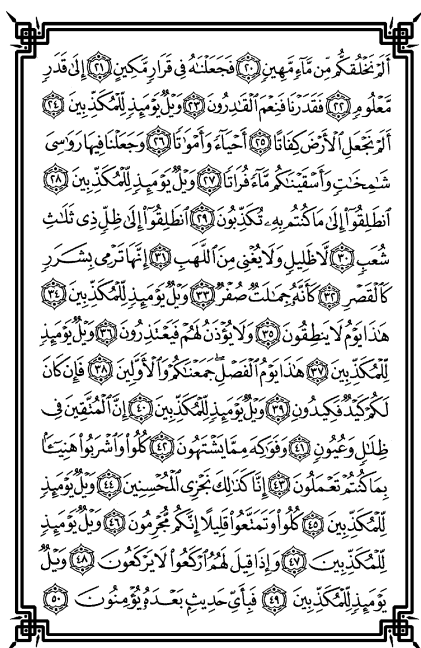 أَلَمْ نَخْلُقكُّم مِّن مَّآءٍ مَّهِينٍ ٢٠ فَجَعَلْنَٰهُ فِى قَرَارٍ مَّكِينٍ ٢١ إِلَىٰ قَدَرٍ
مَّعْلُومٍ ٢٢ فَقَدَرْنَا فَنِعْمَ ٱلْقَٰدِرُونَ ٢٣ وَيْلٌ يَوْمَئِذٍ لِّلْمُكَذِّبِينَ ٢٤
أَلَمْ نَجْعَلِ ٱلْأَرْضَ كِفَاتًا ٢٥ أَحْيَآءً وَأَمْوَٰتًا ٢٦ وَجَعَلْنَا فِيهَا رَوَٰسِىَ
شَٰمِخَٰتٍ وَأَسْقَيْنَٰكُم مَّآءً فُرَاتًا ٢٧ وَيْلٌ يَوْمَئِذٍ لِّلْمُكَذِّبِينَ ٢٨
ٱنطَلِقُوٓا۟ إِلَىٰ مَا كُنتُم بِهِۦ تُكَذِّبُونَ ٢٩ ٱنطَلِقُوٓا۟ إِلَىٰ ظِلٍّ ذِى ثَلَٰثِ
شُعَبٍ ٣٠ لَّا ظَلِيلٍ وَلَا يُغْنِى مِنَ ٱللَّهَبِ ٣١ إِنَّهَا تَرْمِى بِشَرَرٍ
كَٱلْقَصْرِ ٣٢ كَأَنَّهُۥ جِمَٰلَتٌ صُفْرٌ ٣٣ وَيْلٌ يَوْمَئِذٍ لِّلْمُكَذِّبِينَ ٣٤
هَٰذَا يَوْمُ لَا يَنطِقُونَ ٣٥ وَلَا يُؤْذَنُ لَهُمْ فَيَعْتَذِرُونَ ٣٦ وَيْلٌ يَوْمَئِذٍ
لِّلْمُكَذِّبِينَ ٣٧ هَٰذَا يَوْمُ ٱلْفَصْلِ ۖ جَمَعْنَٰكُمْ وَٱلْأَوَّلِينَ ٣٨ فَإِن كَانَ
لَكُمْ كَيْدٌ فَكِيدُونِ ٣٩ وَيْلٌ يَوْمَئِذٍ لِّلْمُكَذِّبِينَ ٤٠ إِنَّ ٱلْمُتَّقِينَ فِى
ظِلَٰلٍ وَعُيُونٍ ٤١ وَفَوَٰكِهَ مِمَّا يَشْتَهُونَ ٤٢ كُلُوا۟ وَٱشْرَبُوا۟ هَنِيٓـًٔۢا
بِمَا كُنتُمْ تَعْمَلُونَ ٤٣ إِنَّا كَذَٰلِكَ نَجْزِى ٱلْمُحْسِنِينَ ٤٤ وَيْلٌ يَوْمَئِذٍ
لِّلْمُكَذِّبِينَ ٤٥ كُلُوا۟ وَتَمَتَّعُوا۟ قَلِيلًا إِنَّكُم مُّجْرِمُونَ ٤٦ وَيْلٌ يَوْمَئِذٍ
لِّلْمُكَذِّبِينَ ٤٧ وَإِذَا قِيلَ لَهُمُ ٱرْكَعُوا۟ لَا يَرْكَعُونَ ٤٨ وَيْلٌ
يَوْمَئِذٍ لِّلْمُكَذِّبِينَ ٤٩ فَبِأَىِّ حَدِيثٍۭ بَعْدَهُۥ يُؤْمِنُونَ ٥٠